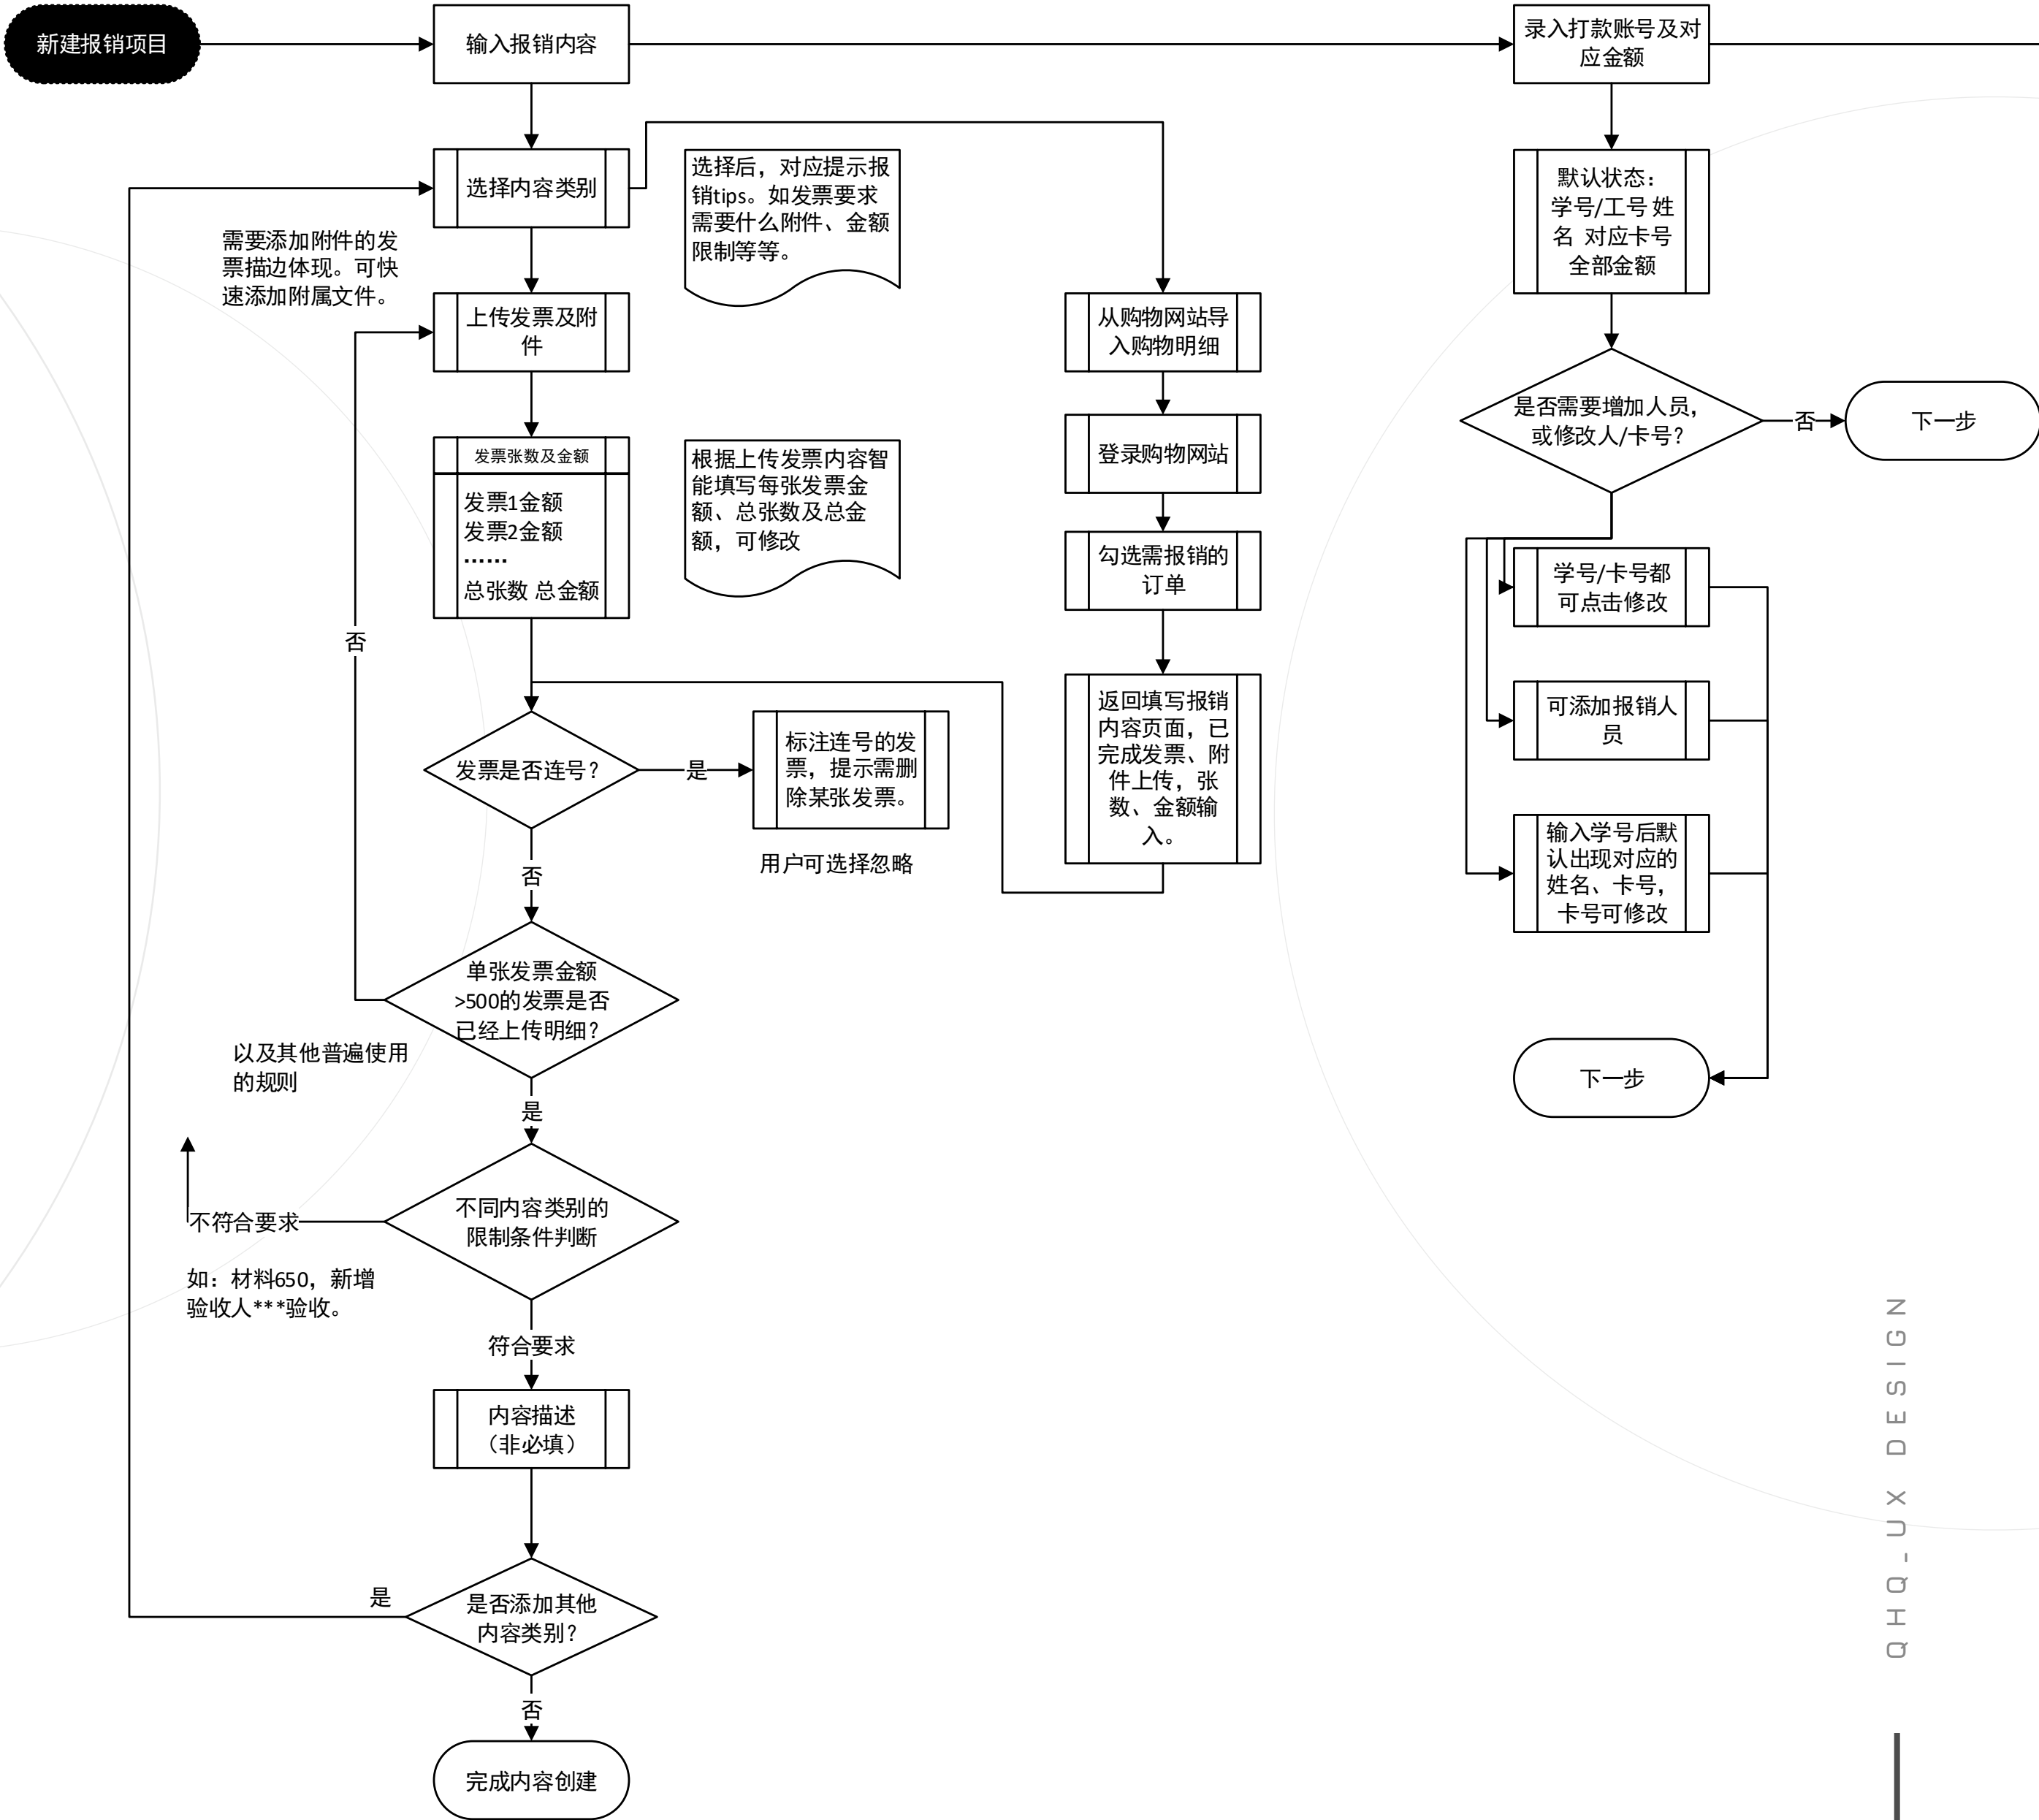 新建报销项目
输入报销内容
录入打款账号及对
应金额
选择内容类别
选择后，对应提示报
销tips。如发票要求
需要什么附件、金额
限制等等。
默认状态：
学号/工号 姓
名 对应卡号
全部金额
需要添加附件的发
票描边体现。可快
速添加附属文件。
上传发票及附
件
从购物网站导
入购物明细
是否需要增加人员，
或修改人/卡号？
否
下一步
发票张数及金额
发票1金额
发票2金额
……
总张数 总金额
根据上传发票内容智
能填写每张发票金
额、总张数及总金
额，可修改
登录购物网站
勾选需报销的
订单
学号/卡号都
可点击修改
否
返回填写报销
内容页面，已
完成发票、附
件上传，张
数、金额输
入。
可添加报销人
员
发票是否连号？
是
标注连号的发
票，提示需删
除某张发票。
用户可选择忽略
输入学号后默
认出现对应的
姓名、卡号，
卡号可修改
否
单张发票金额
>500的发票是否
已经上传明细？
以及其他普遍使用
的规则
下一步
是
不同内容类别的
限制条件判断
不符合要求
如：材料650，新增
验收人***验收。
符合要求
内容描述
（非必填）
是
是否添加其他
内容类别？
否
完成内容创建
QHQ-UX DESIGN